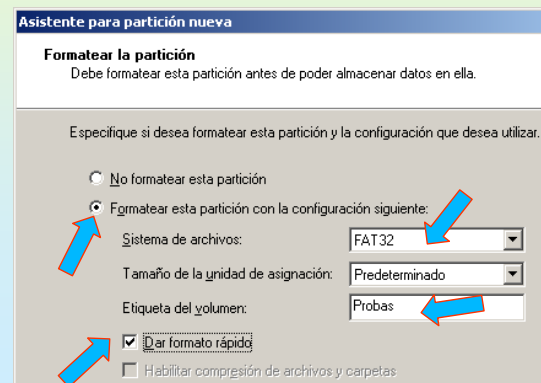 Asistente para partición nueva
Formatear la partición
Debe formatear esta partición antes de poder almacenar datos en ella.
Especifique si desea formatear esta partición y la configuración que desea utilizar.
No formatear esta partición
Formatear esta partición con la configuración siguiente:
Sistema de archivos: FAT32
Tamaño de la unidad de asignación: Predeterminado
Etiqueta del volumen: Probas
Dar formato rápido
Habilitar compresión de archivos y carpetas